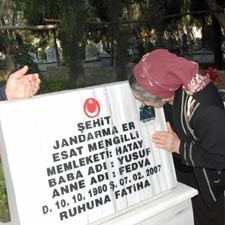 ŞEHİT
JANDARMA ER
ESAT MENGİLLİ
MEMLEKETİ: HATAY
BABA ADI : YUSUF
ANNE ADI : FEDVA
D. 10. 10. 1980 Ş. 07. 02. 2007
RUHUNA FATİHA